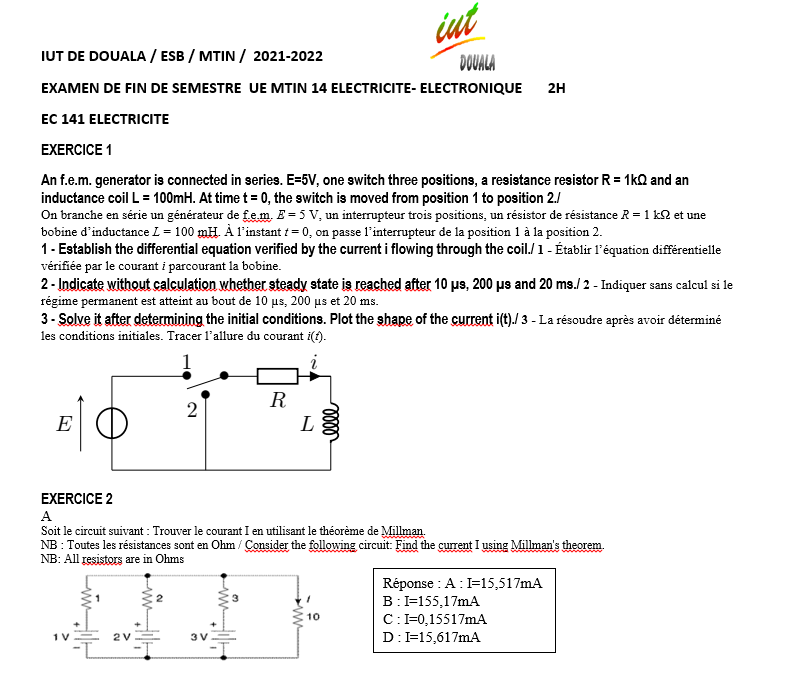 iut
DOUALA
IUT DE DOUALA / ESB / MTIN / 2021-2022
EXAMEN DE FIN DE SEMESTRE UE MTIN 14 ELECTRICITE- ELECTRONIQUE 2H
EC 141 ELECTRICITE
EXERCICE 1
An f.e.m. generator is connected in series. E=5V, one switch three positions, a resistance resistor R = 1kΩ and an
inductance coil L = 100mH. At time t = 0, the switch is moved from position 1 to position 2./
On branche en série un générateur de f.e.m. E = 5 V, un interrupteur trois positions, un résistor de résistance R = 1 kΩ et une
bobine d’inductance L = 100 mH. À l’instant t = 0, on passe l’interrupteur de la position 1 à la position 2.
1 - Establish the differential equation verified by the current i flowing through the coil./ 1 - Établir l’équation différentielle
vérifiée par le courant i parcourant la bobine.
2 - Indicate without calculation whether steady state is reached after 10 μs, 200 μs and 20 ms./ 2 - Indiquer sans calcul si le
régime permanent est atteint au bout de 10 μs, 200 μs et 20 ms.
3 - Solve it after determining the initial conditions. Plot the shape of the current i(t)./ 3 - La résoudre après avoir déterminé
les conditions initiales. Tracer l’allure du courant i(t).
1
i
2
R
E
L
EXERCICE 2
A
Soit le circuit suivant : Trouver le courant I en utilisant le théorème de Millman.
NB : Toutes les résistances sont en Ohm / Consider the following circuit: Find the current I using Millman's theorem.
NB: All resistors are in Ohms
1
2
3
I
10
+
+
+
1 V
2 V
3 V
Réponse : A : I=15,517mA
B : I=155,17mA
C : I=0,15517mA
D : I=15,617mA